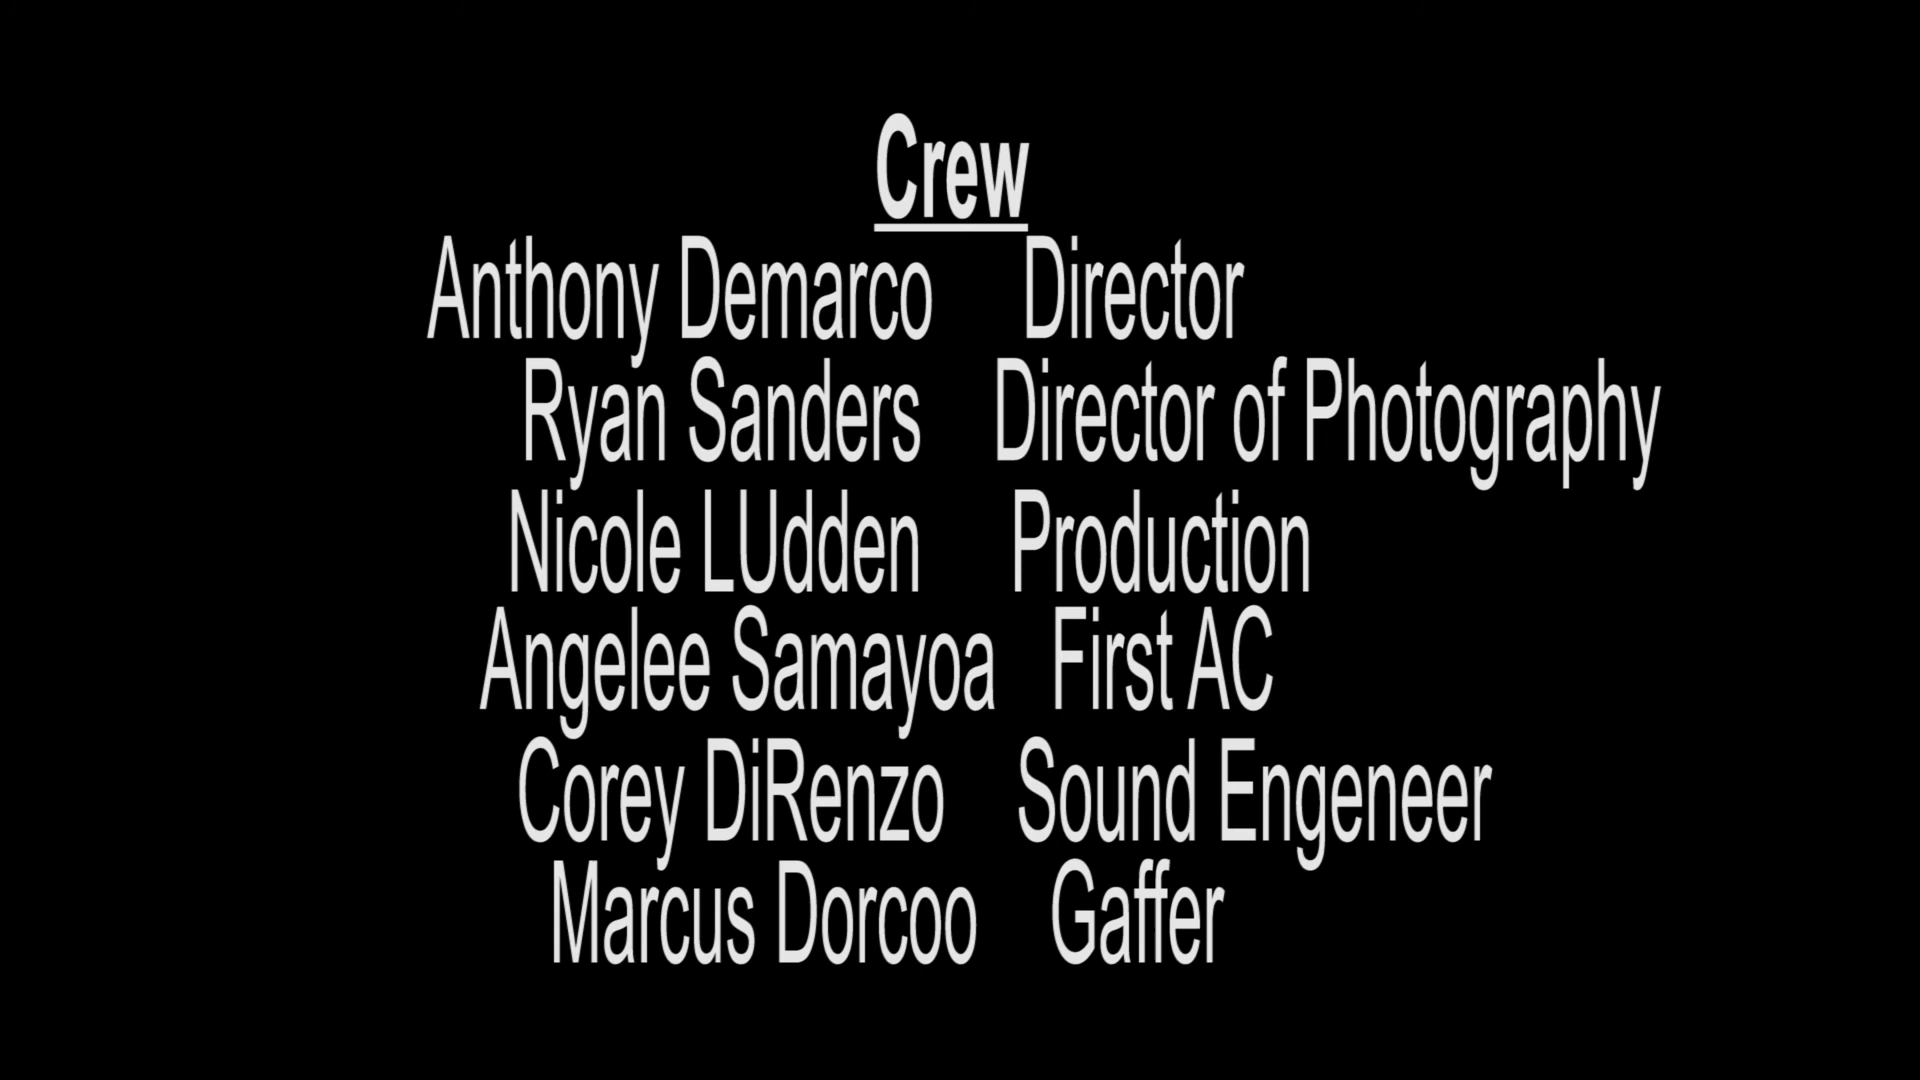 Crew
Anthony Demarco Director
Ryan Sanders Director of Photography
Nicole LUdden Production
Angelee Samayoa First AC
Corey DiRenzo Sound Engeneer
Marcus Dorcoo Gaffer